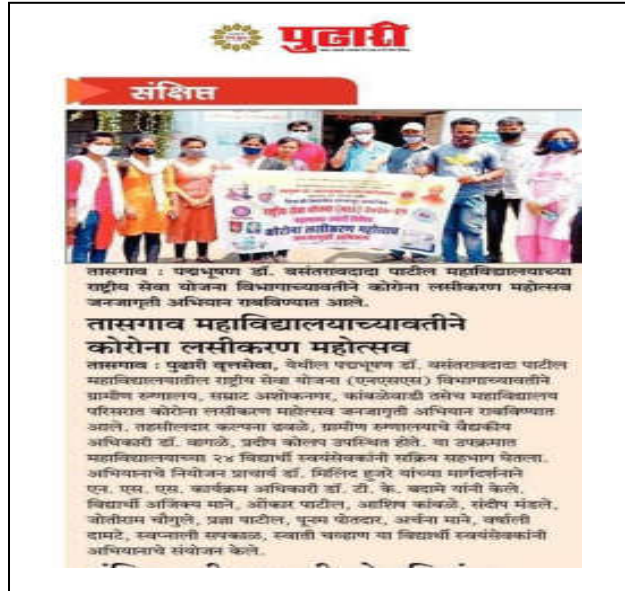 पुढारी
संक्षिप्त
राष्ट्रीय सेवा योजना (NSS)
कोरोना लसीकरण महोत्सव
तासगाव : पद्मभूषण डॉ. वसंतरावदादा पाटील महाविद्यालयाच्या
राष्ट्रीय सेवा योजना विभागाच्यावतीने कोरोना लसीकरण महोत्सव
जनजागृती अभियान राबविण्यात आले.
तासगाव महाविद्यालयाच्यावतीने
कोरोना लसीकरण महोत्सव
तासगाव : पुढारी वृत्तसेवा, येथील पद्मभूषण डॉ. वसंतरावदादा पाटील
महाविद्यालयातील राष्ट्रीय सेवा योजना (एनएसएस) विभागाच्यावतीने
ग्रामीण रुग्णालय, सम्राट अशोकनगर, कांबळेवाडी तसेच महाविद्यालय
परिसरात कोरोना लसीकरण महोत्सव जनजागृती अभियान राबविण्यात
आले. तहसीलदार कल्पना ढवळे, ग्रामीण रुग्णालयाचे वैद्यकीय
अधिकारी डॉ. वागळे, प्रदीप कोलप उपस्थित होते. या उपक्रमात
महाविद्यालयाच्या २४ विद्यार्थी स्वयंसेवकांनी सक्रिय सहभाग घेतला.
अभियानाचे नियोजन प्राचार्य डॉ. मिलिंद हुजरे यांच्या मार्गदर्शनाने
एन. एस. एस. कार्यक्रम अधिकारी डॉ. टी. के. बदामे यांनी केले.
विद्यार्थी अजिंक्य माने, ओंकार पाटील, आशिष कांबळे, संदीप मंडले,
जोतीराम चौगुले, प्रज्ञा पाटील, पूनम पोतदार, अर्चना माने, वर्षाली
दामटे, स्वप्नाली सपकाळ, स्वाती चव्हाण या विद्यार्थी स्वयंसेवकांनी
अभियानाचे संयोजन केले.